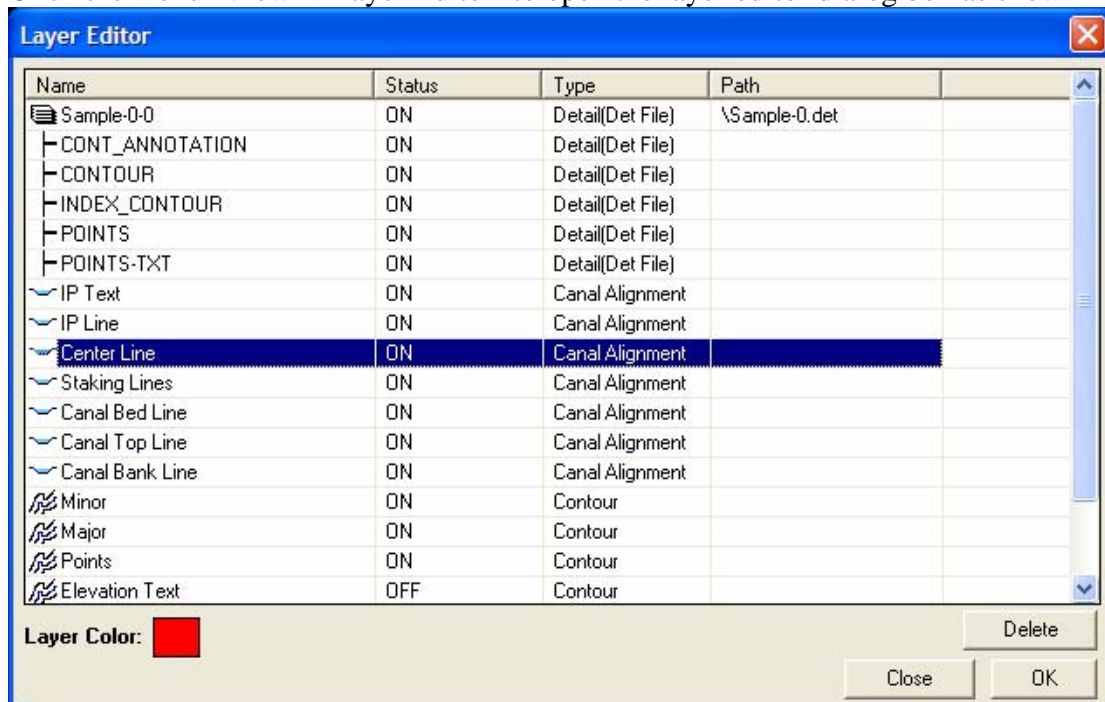 Layer Editor
Name Status Type Path
Sample-0-0 ON Detail(Det File) \Sample-0.det
CONT_ANNOTATION ON Detail(Det File)
CONTOUR ON Detail(Det File)
INDEX_CONTOUR ON Detail(Det File)
POINTS ON Detail(Det File)
POINTS-TXT ON Detail(Det File)
IP Text ON Canal Alignment
IP Line ON Canal Alignment
Center Line ON Canal Alignment
Staking Lines ON Canal Alignment
Canal Bed Line ON Canal Alignment
Canal Top Line ON Canal Alignment
Canal Bank Line ON Canal Alignment
Minor ON Contour
Major ON Contour
Points ON Contour
Elevation Text OFF Contour
Layer Color: Delete
Close OK